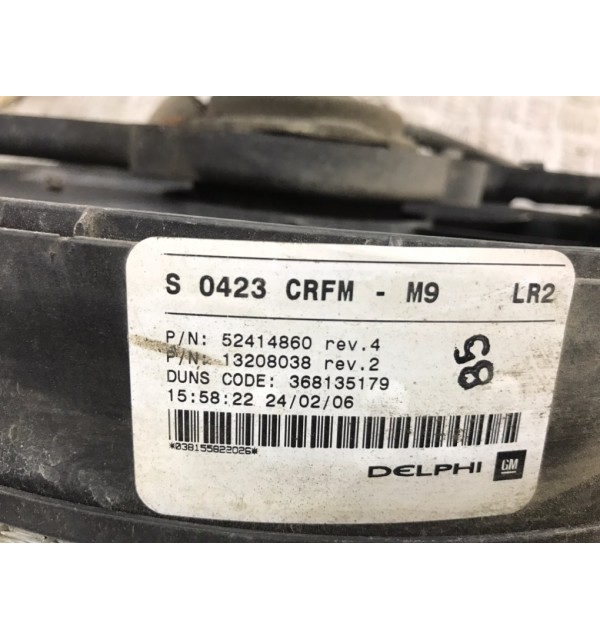 S 0423 CRFM - M9 LR2
P/N: 52414860 rev.4
P/N: 13208038 rev.2
DUNS CODE: 368135179
15:58:22 24/02/06
85
*038155822026*
DELPHI GM